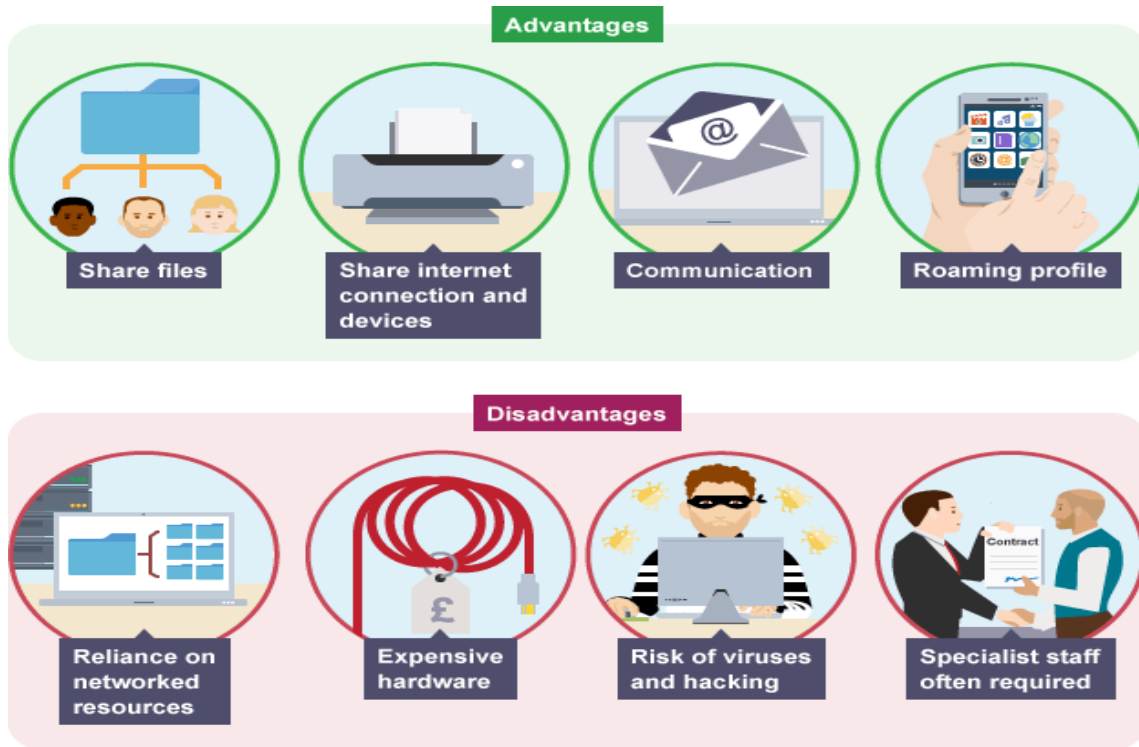 Advantages
@
@
Share files
Share internet
connection and
devices
Communication
Roaming profile
Disadvantages
Contract
£
Reliance on
networked
resources
Expensive
hardware
Risk of viruses
and hacking
Specialist staff
often required